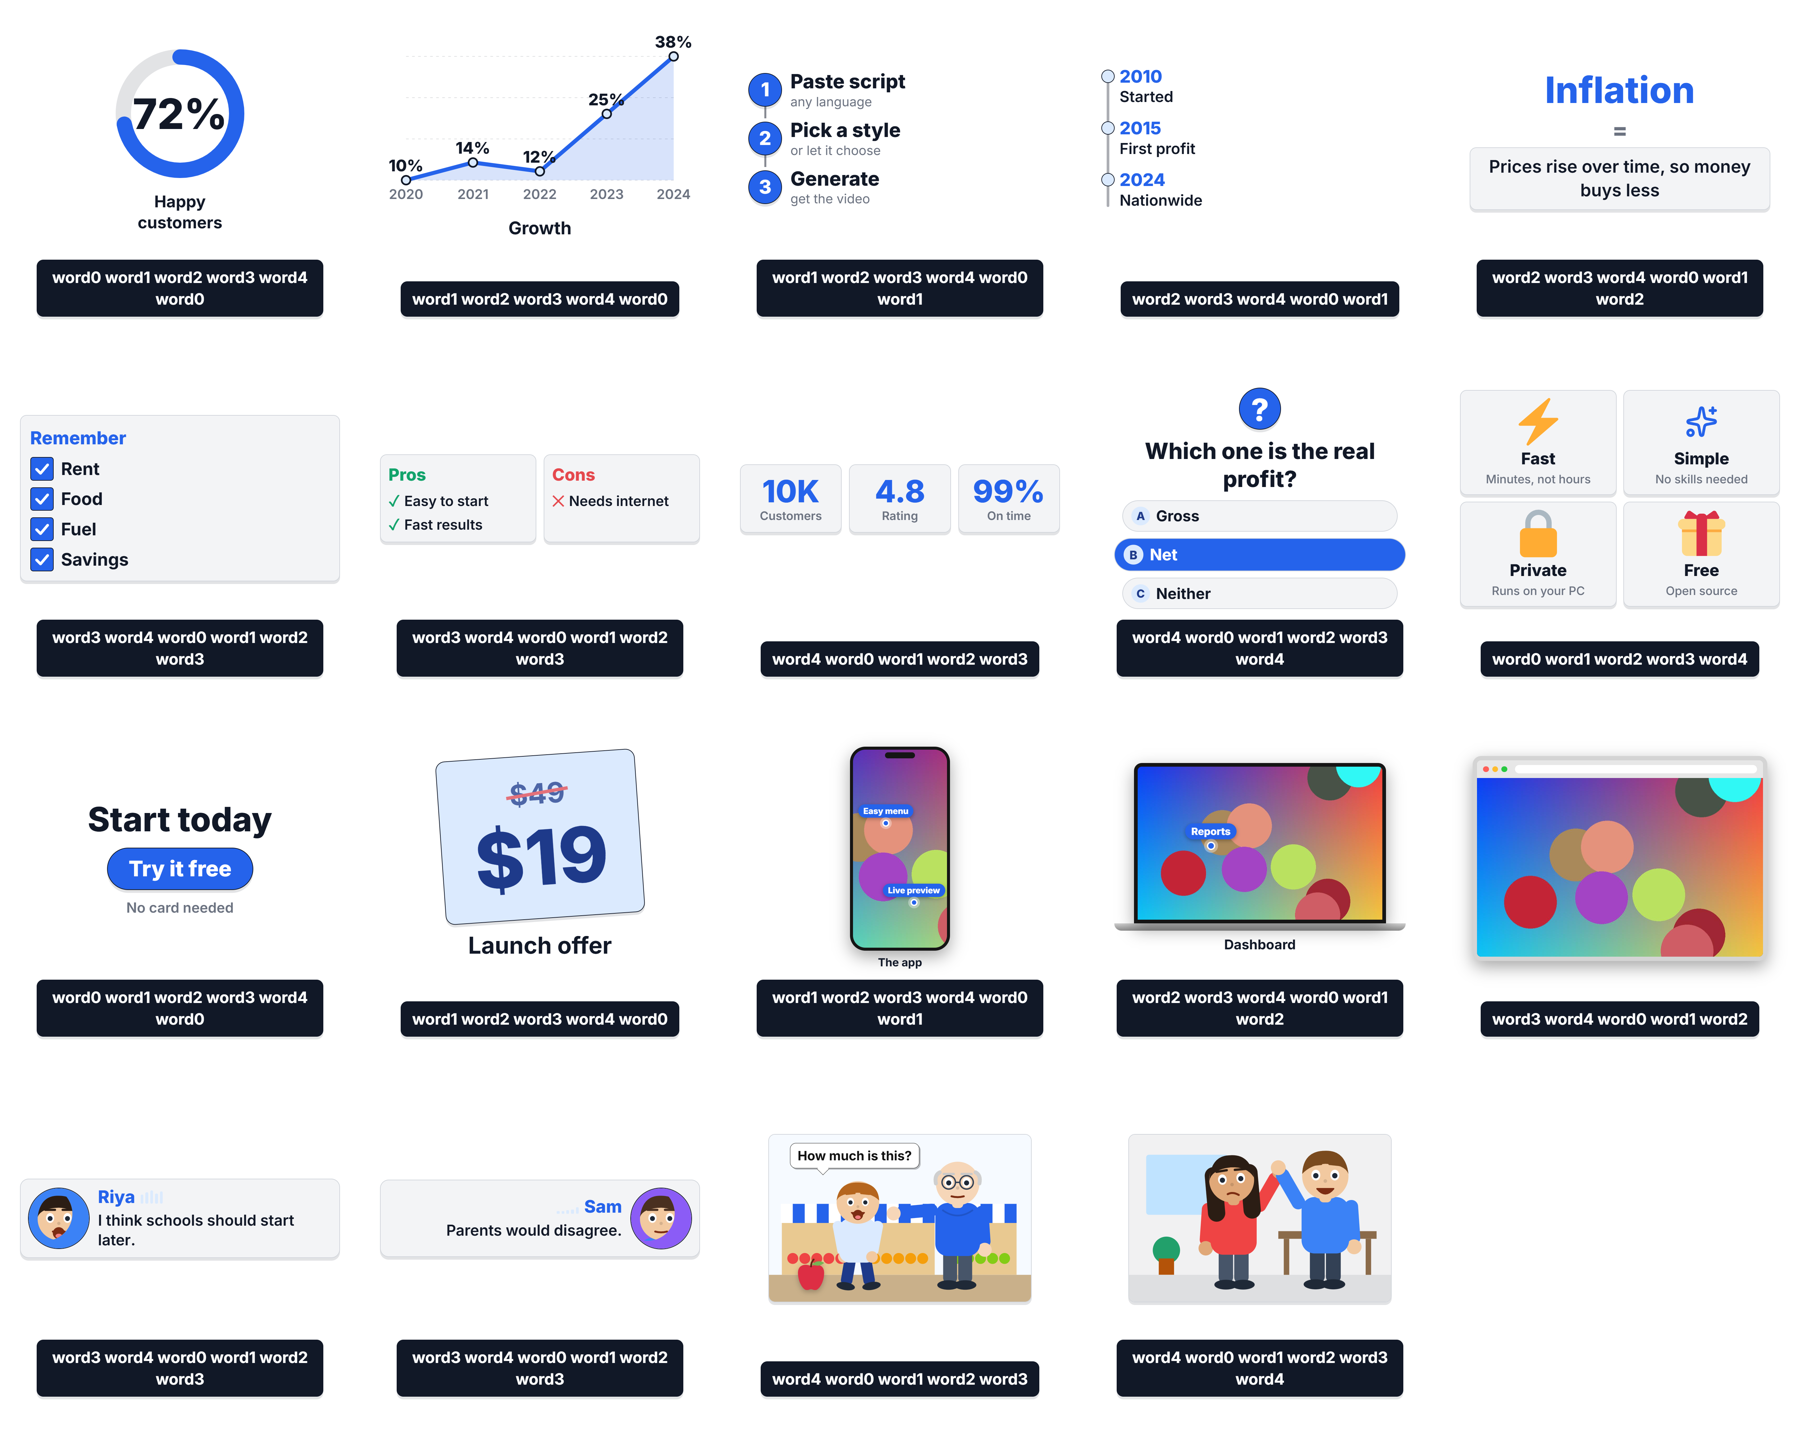 72%
Happy
customers
word0 word1 word2 word3 word4
word0
38%
25%
14%
12%
10%
2020 2021 2022 2023 2024
Growth
word1 word2 word3 word4 word0
1 Paste script
any language
2 Pick a style
or let it choose
3 Generate
get the video
word1 word2 word3 word4 word0
word1
2010
Started
2015
First profit
2024
Nationwide
word2 word3 word4 word0 word1
Inflation
=
Prices rise over time, so money
buys less
word2 word3 word4 word0 word1
word2
Remember
Rent
Food
Fuel
Savings
word3 word4 word0 word1 word2
word3
Pros
Easy to start
Fast results
Cons
Needs internet
word3 word4 word0 word1 word2
word3
10K
Customers
4.8
Rating
99%
On time
word4 word0 word1 word2 word3
?
Which one is the real
profit?
A Gross
B Net
C Neither
word4 word0 word1 word2 word3
word4
Fast
Minutes, not hours
Simple
No skills needed
Private
Runs on your PC
Free
Open source
word0 word1 word2 word3 word4
Start today
Try it free
No card needed
word0 word1 word2 word3 word4
word0
$49
$19
Launch offer
word1 word2 word3 word4 word0
Easy menu
Live preview
The app
word1 word2 word3 word4 word0
word1
Reports
Dashboard
word2 word3 word4 word0 word1
word2
word3 word4 word0 word1 word2
Riya
I think schools should start
later.
word3 word4 word0 word1 word2
word3
Sam
Parents would disagree.
word3 word4 word0 word1 word2
word3
How much is this?
word4 word0 word1 word2 word3
word4 word0 word1 word2 word3
word4